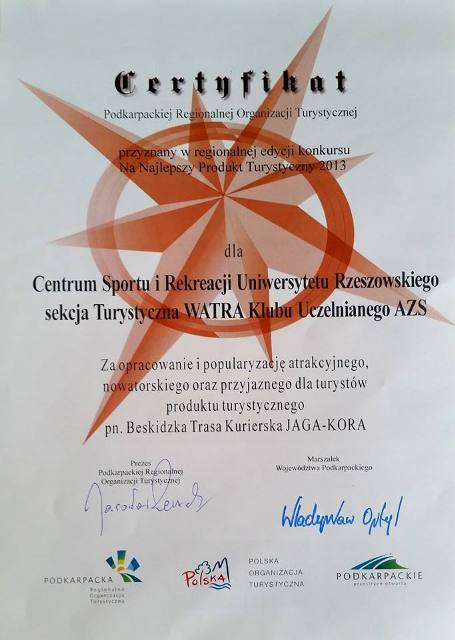 Certyfikat
Podkarpackiej Regionalnej Organizacji Turystycznej
przyznany w regionalnej edycji konkursu
Na Najlepszy Produkt Turystyczny 2013
dla
Centrum Sportu i Rekreacji Uniwersytetu Rzeszowskiego
sekcja Turystyczna WATRA Klubu Uczelnianego AZS
Za opracowanie i popularyzację atrakcyjnego,
nowatorskiego oraz przyjaznego dla turystów
produktu turystycznego
pn. Beskidzka Trasa Kurierska JAGA-KORA
Prezes
Podkarpackiej Regionalnej
Organizacji Turystycznej
Marszałek
Województwa Podkarpackiego
Władysław Ortyl
PODKARPACKA
Regionalna
Organizacja
Turystyczna
Polska
POLSKA
ORGANIZACJA
TURYSTYCZNA
PODKARPACKIE
przestrzeń otwarta